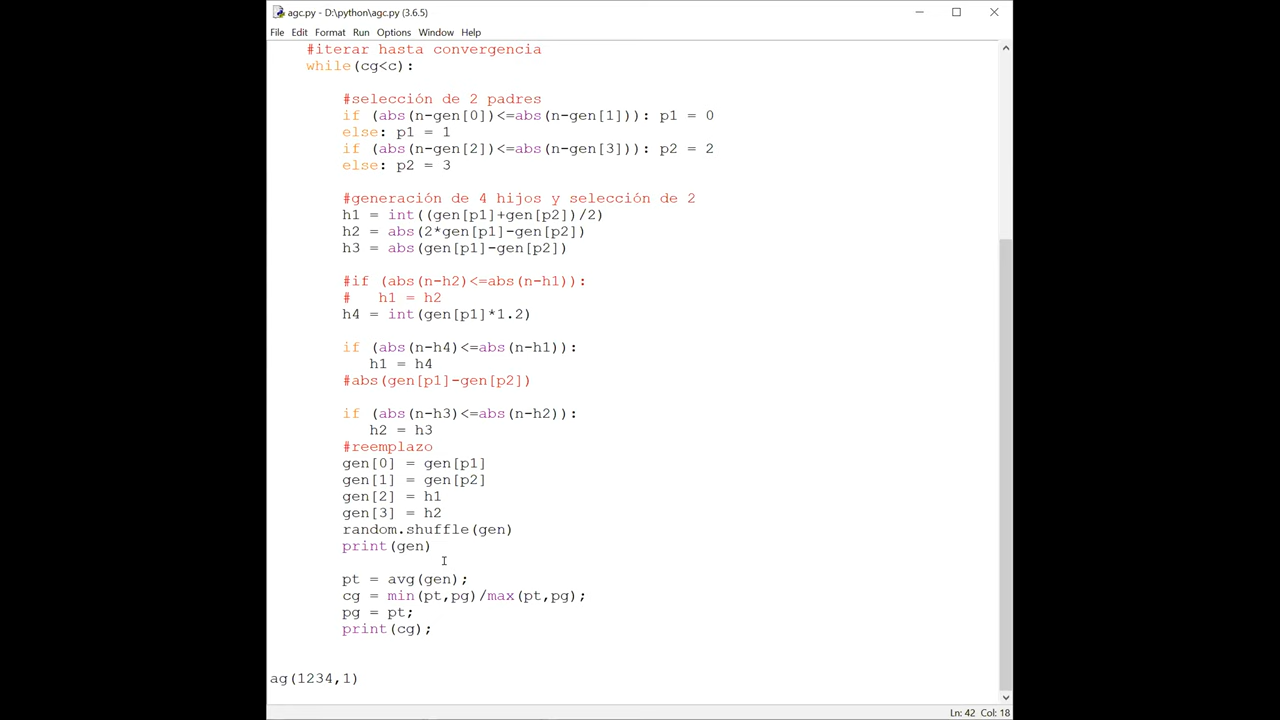 agc.py - D:\python\agc.py (3.6.5)
File Edit Format Run Options Window Help
#iterar hasta convergencia
while(cg<c):
#selección de 2 padres
if (abs(n-gen[0])<=abs(n-gen[1])): p1 = 0
else: p1 = 1
if (abs(n-gen[2])<=abs(n-gen[3])): p2 = 2
else: p2 = 3
#generación de 4 hijos y selección de 2
h1 = int((gen[p1]+gen[p2])/2)
h2 = abs(2*gen[p1]-gen[p2])
h3 = abs(gen[p1]-gen[p2])
#if (abs(n-h2)<=abs(n-h1)):
#   h1 = h2
h4 = int(gen[p1]*1.2)
if (abs(n-h4)<=abs(n-h1)):
h1 = h4
#abs(gen[p1]-gen[p2])
if (abs(n-h3)<=abs(n-h2)):
h2 = h3
#reemplazo
gen[0] = gen[p1]
gen[1] = gen[p2]
gen[2] = h1
gen[3] = h2
random.shuffle(gen)
print(gen)
pt = avg(gen);
cg = min(pt,pg)/max(pt,pg);
pg = pt;
print(cg);
ag(1234,1)
Ln: 42 Col: 18